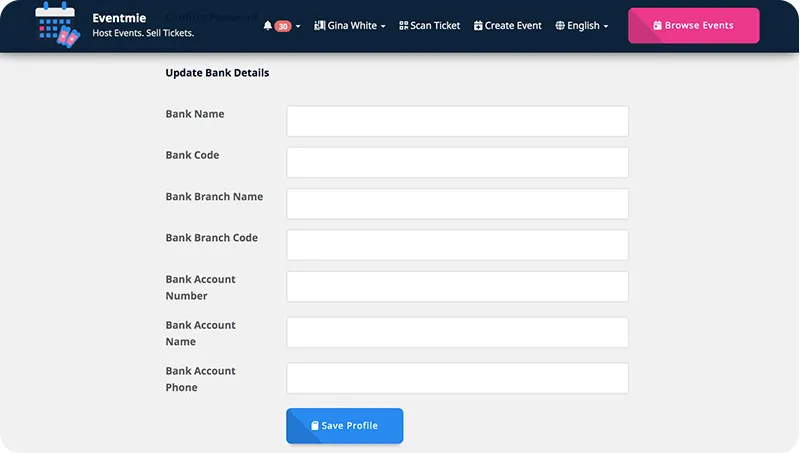 Eventmie
Host Events. Sell Tickets.
Confirm Password
30
Gina White
Scan Ticket
Create Event
English
Browse Events
Update Bank Details
Bank Name
Bank Code
Bank Branch Name
Bank Branch Code
Bank Account
Number
Bank Account
Name
Bank Account
Phone
Save Profile